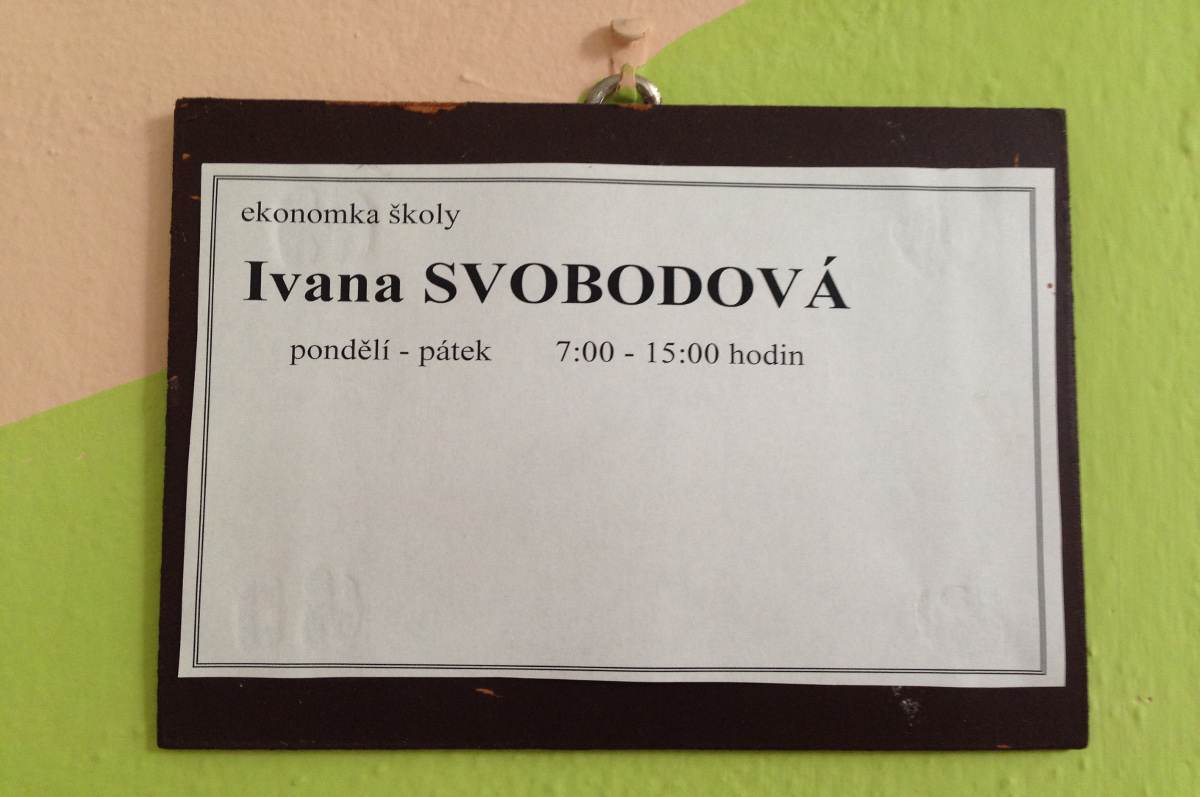 ekonomka školy
Ivana SVOBODOVÁ
pondělí - pátek 7:00 - 15:00 hodin